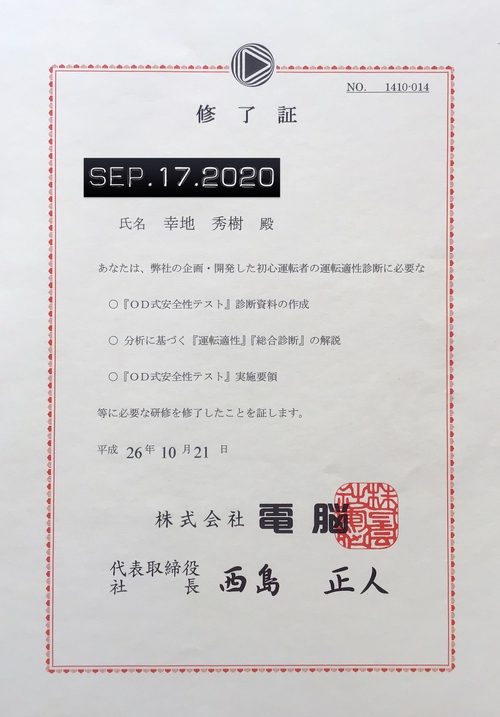 NO. 1410-014
修了証
SEP.17.2020
氏名 幸地 秀樹 殿
あなたは、弊社の企画・開発した初心運転者の運転適性診断に必要な
○『OD式安全性テスト』診断資料の作成
○ 分析に基づく『運転適性』『総合診断』の解説
○『OD式安全性テスト』実施要領
等に必要な研修を修了したことを証します。
平成 26年 10月 21日
株式会社 電脳
代表取締役
社長 西島 正人